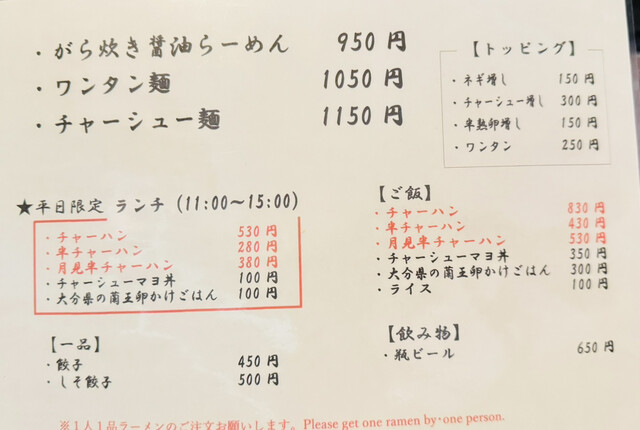 ・がら炊き醤油らーめん 950円
・ワンタン麺 1050円
・チャーシュー麺 1150円
【トッピング】
・ネギ増し 150円
・チャーシュー増し 300円
・半熟卵増し 150円
・ワンタン 250円
★平日限定 ランチ (11:00~15:00)
・チャーハン 530円
・半チャーハン 280円
・月見半チャーハン 380円
・チャーシューマヨ丼 100円
・大分県の蘭王卵かけごはん 100円
【ご飯】
・チャーハン 830円
・半チャーハン 430円
・月見半チャーハン 530円
・チャーシューマヨ丼 350円
・大分県の蘭王卵かけごはん 300円
・ライス 100円
【一品】
・餃子 450円
・しそ餃子 500円
【飲み物】
・瓶ビール 650円
※1人1品ラーメンのご注文お願いします。Please get one ramen by・one person.